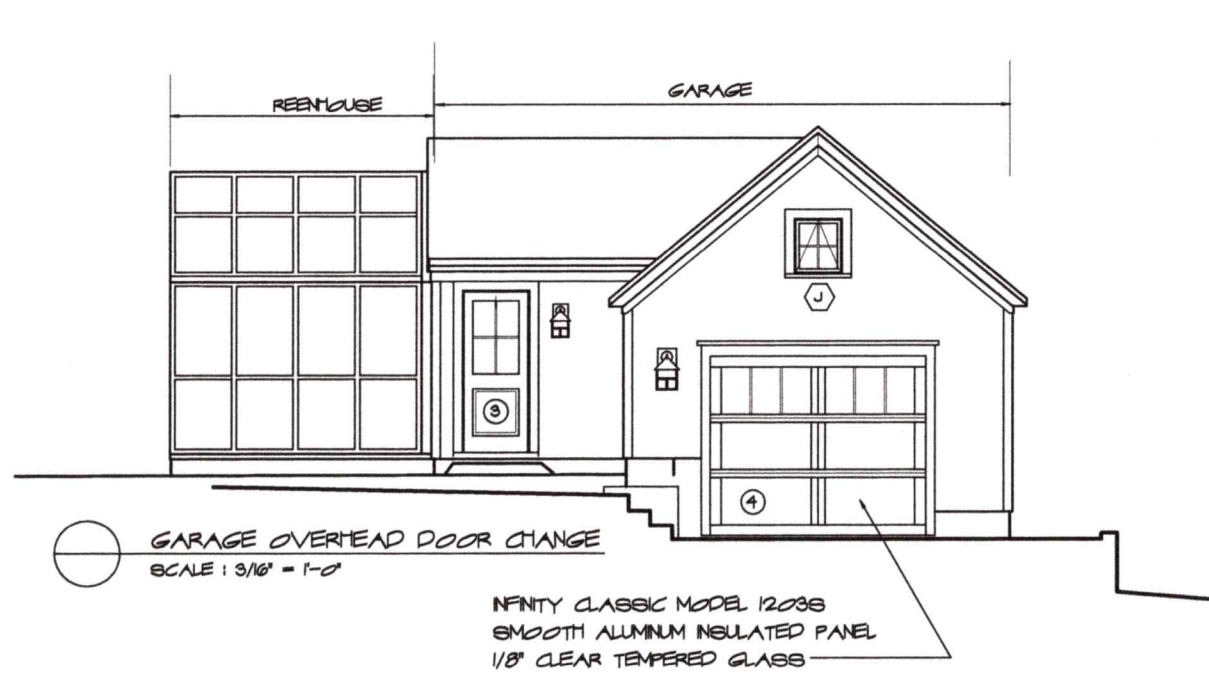 REENHOUSE
GARAGE
J
3
4
GARAGE OVERHEAD DOOR CHANGE
SCALE : 3/16" = 1'-0"
INFINITY CLASSIC MODEL 1203S
SMOOTH ALUMINUM INSULATED PANEL
1/8" CLEAR TEMPERED GLASS